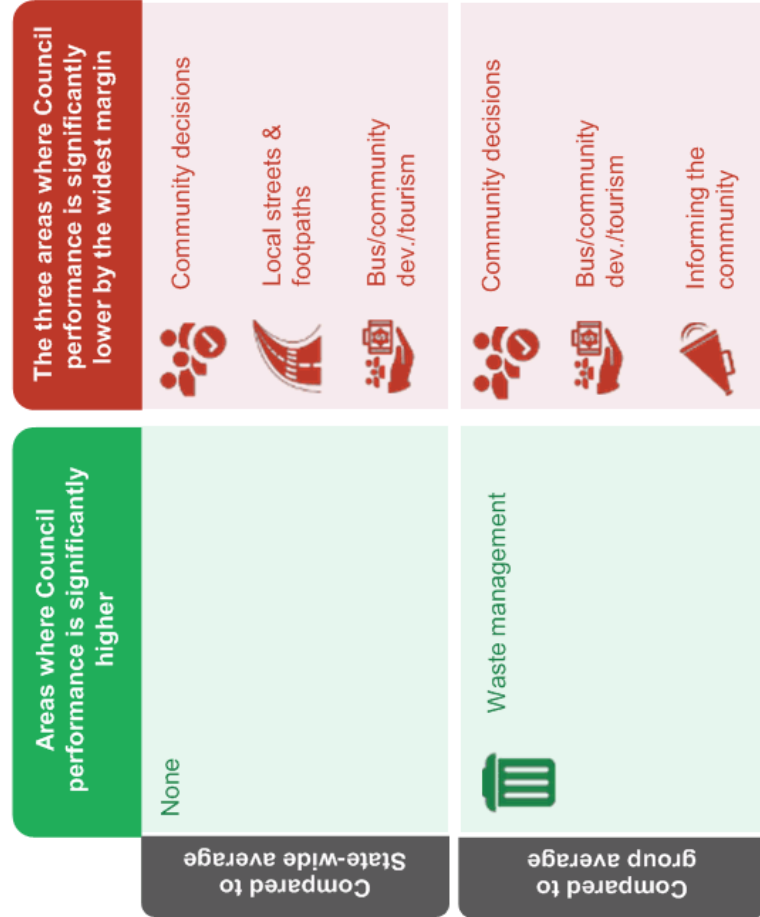 Areas where Council
performance is significantly
higher
The three areas where Council
performance is significantly
lower by the widest margin
Compared to
State-wide average
None
Community decisions
Local streets &
footpaths
Bus/community
dev./tourism
Compared to
group average
Waste management
Community decisions
Bus/community
dev./tourism
Informing the
community